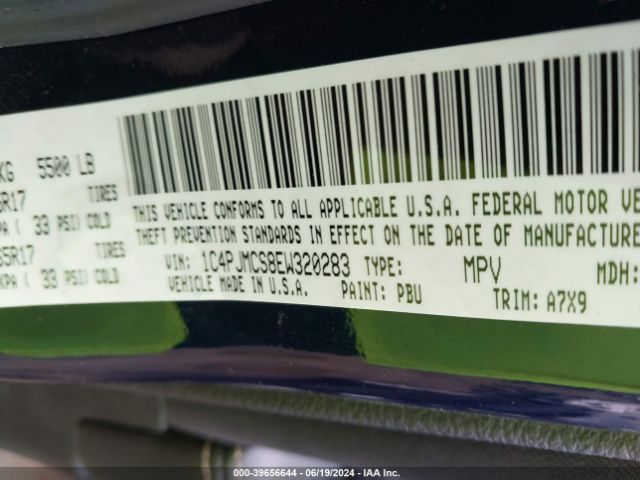 KG 5500 LB
5R17 TIRES
PA ( 33 PSI) COLD
65R17 TIRES
KPA ( 33 PSI) COLD
THIS VEHICLE CONFORMS TO ALL APPLICABLE U.S.A. FEDERAL MOTOR VE
THEFT PREVENTION STANDARDS IN EFFECT ON THE DATE OF MANUFACTURE
VIN: 1C4PJMCS8EW320283 TYPE: MPV MDH:
VEHICLE MADE IN U.S.A. PAINT: PBU TRIM: A7X9
000-39656644 / 06/19/2024 - IAA Inc.